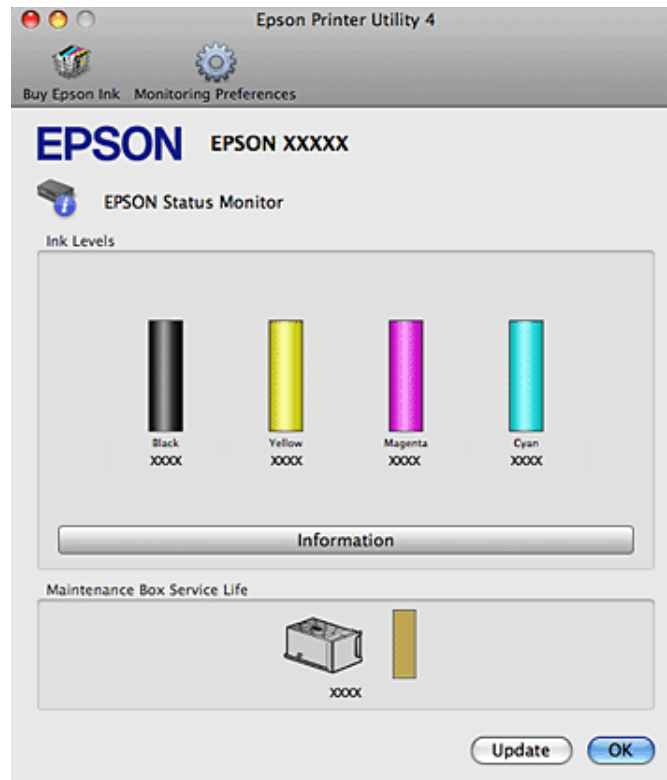 Epson Printer Utility 4
Buy Epson Ink Monitoring Preferences
EPSON EPSON XXXXX
EPSON Status Monitor
Ink Levels
Black Yellow Magenta Cyan
XXXX XXXX XXXX XXXX
Information
Maintenance Box Service Life
XXXX
Update OK